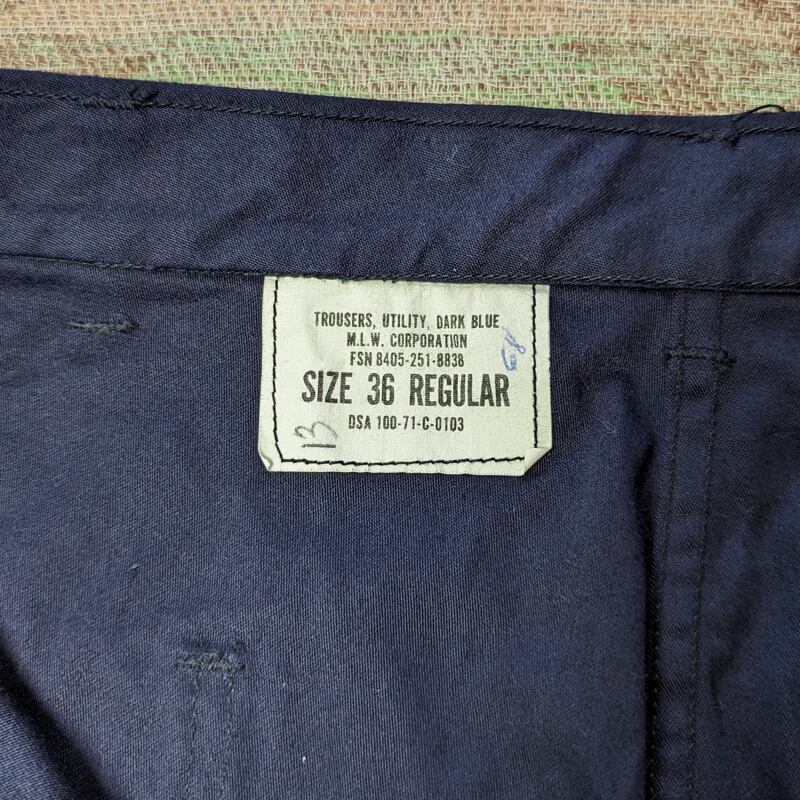 TROUSERS, UTILITY, DARK BLUE
M.L.W. CORPORATION
FSN 8405-251-8838
SIZE 36 REGULAR
DSA 100-71-C-0103
13